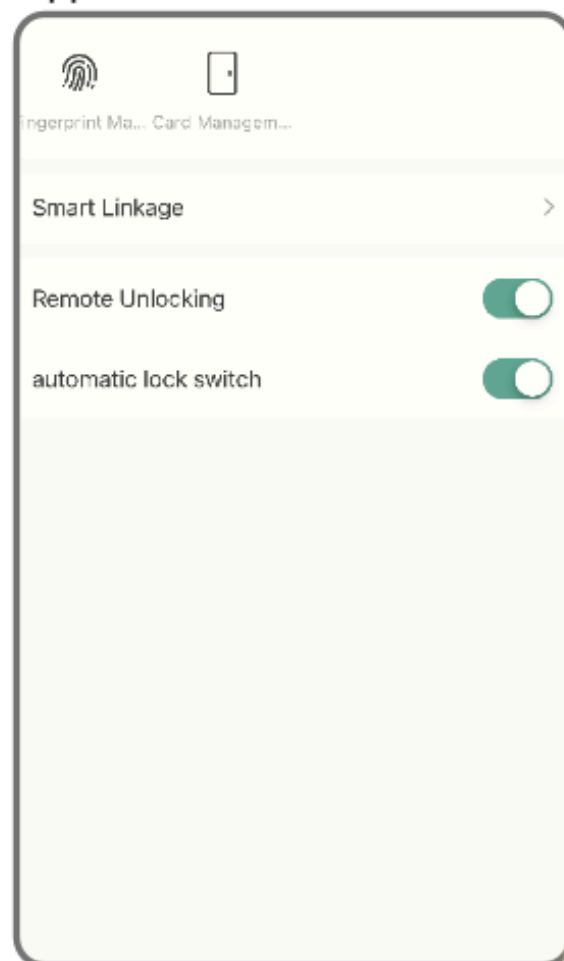 ingerprint Ma... Card Managem...
Smart Linkage
Remote Unlocking
automatic lock switch